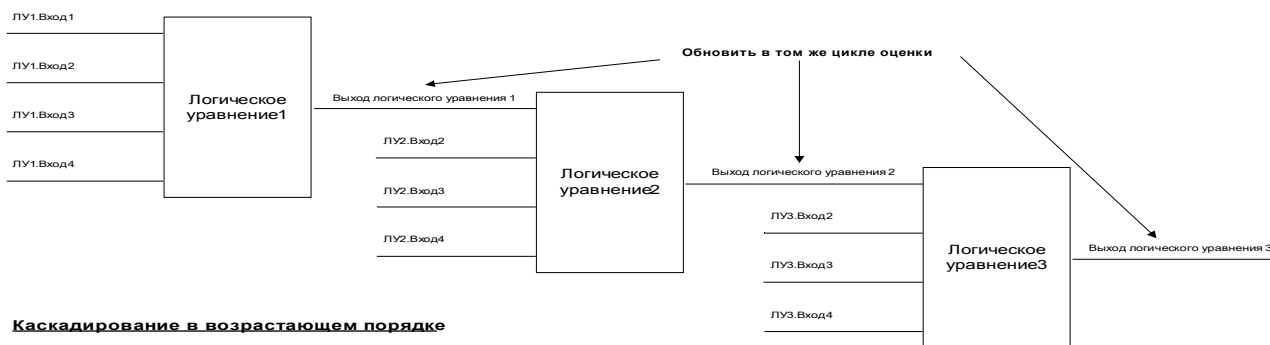 ЛУ1.Вход1
ЛУ1.Вход2
ЛУ1.Вход3
ЛУ1.Вход4
Логическое
уравнение1
Обновить в том же цикле оценки
Выход логического уравнения 1
ЛУ2.Вход2
ЛУ2.Вход3
ЛУ2.Вход4
Логическое
уравнение2
Выход логического уравнения 2
ЛУ3.Вход2
ЛУ3.Вход3
ЛУ3.Вход4
Логическое
уравнение3
Выход логического уравнения 3
Каскадирование в возрастающем порядке